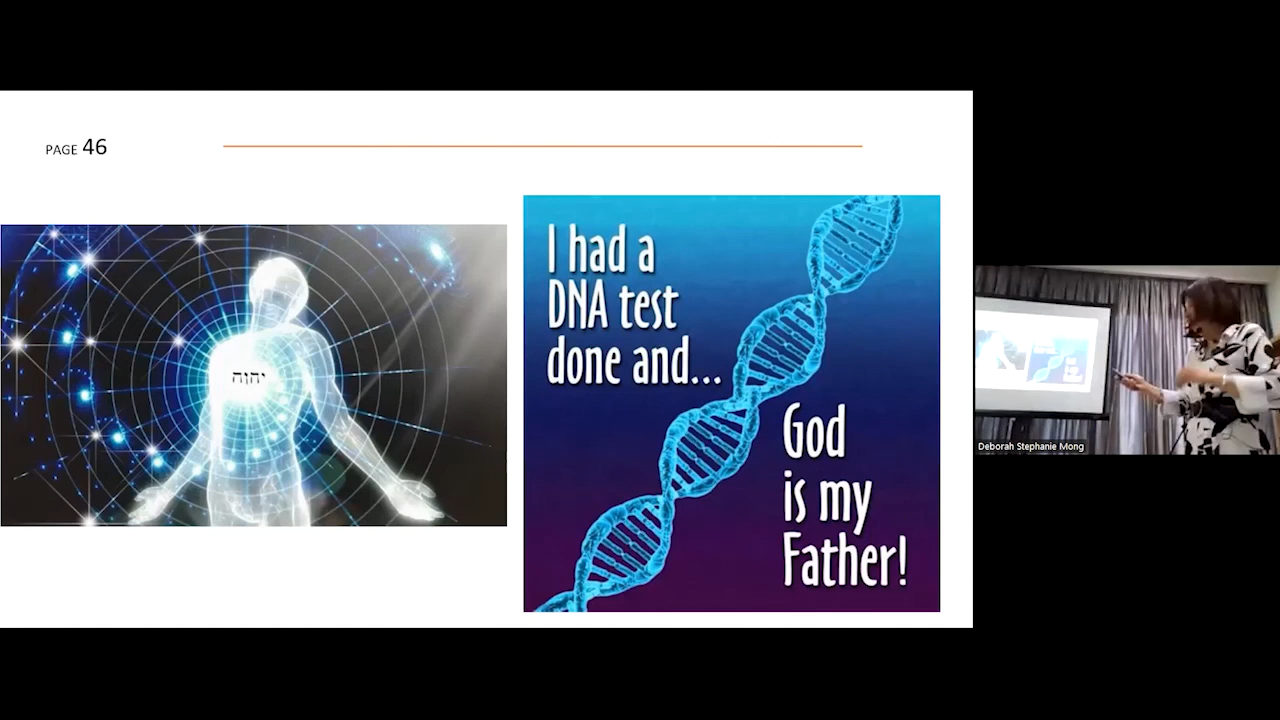 PAGE 46
יהוה
I had a
DNA test
done and...
God
is my
Father!
Deborah Stephanie Mong